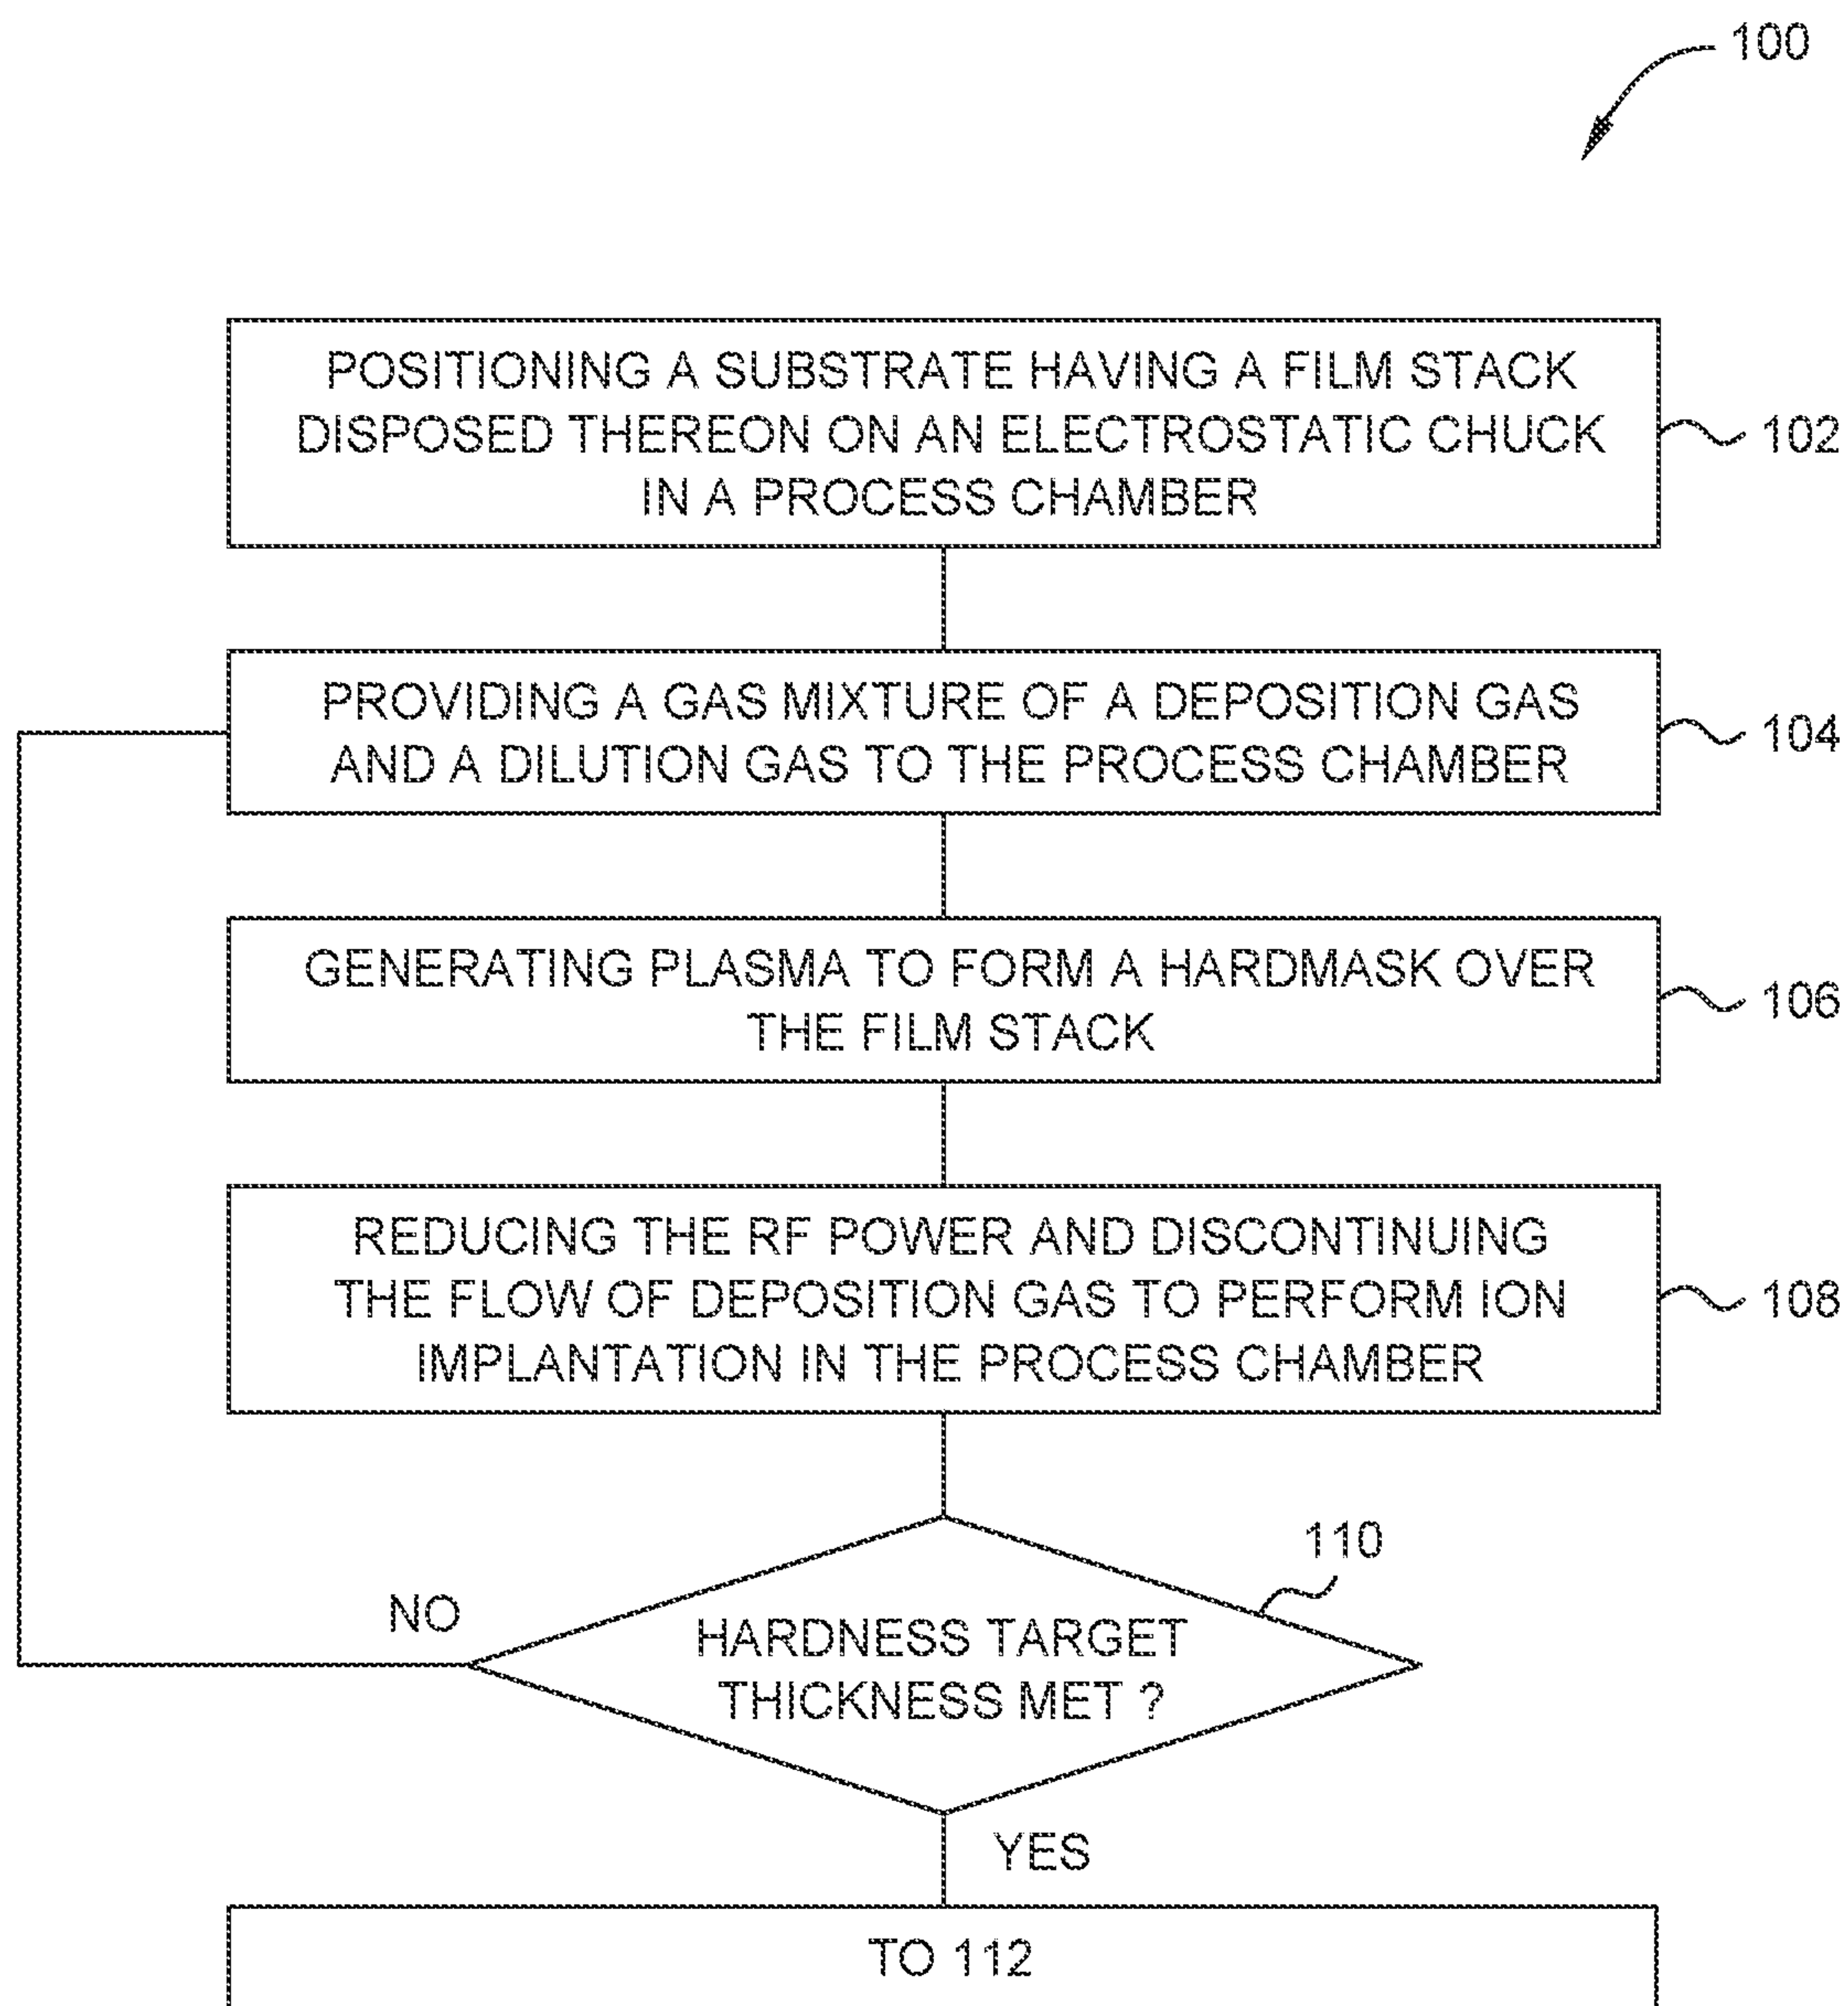 100
POSITIONING A SUBSTRATE HAVING A FILM STACK
DISPOSED THEREON ON AN ELECTROSTATIC CHUCK
IN A PROCESS CHAMBER
102
PROVIDING A GAS MIXTURE OF A DEPOSITION GAS
AND A DILUTION GAS TO THE PROCESS CHAMBER
104
GENERATING PLASMA TO FORM A HARDMASK OVER
THE FILM STACK
106
REDUCING THE RF POWER AND DISCONTINUING
THE FLOW OF DEPOSITION GAS TO PERFORM ION
IMPLANTATION IN THE PROCESS CHAMBER
108
110
NO
HARDNESS TARGET
THICKNESS MET ?
YES
TO 112